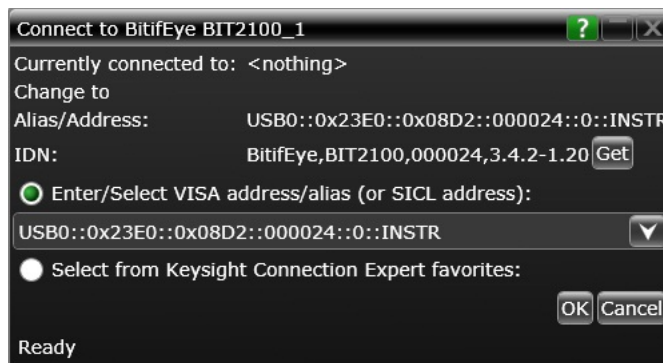 Connect to BitifEye BIT2100_1 ? X
Currently connected to: <nothing>
Change to
Alias/Address: USB0::0x23E0::0x08D2::000024::0::INSTR
IDN: BitifEye,BIT2100,000024,3.4.2-1.20 Get
Enter/Select VISA address/alias (or SICL address):
USB0::0x23E0::0x08D2::000024::0::INSTR
Select from Keysight Connection Expert favorites:
OK Cancel
Ready